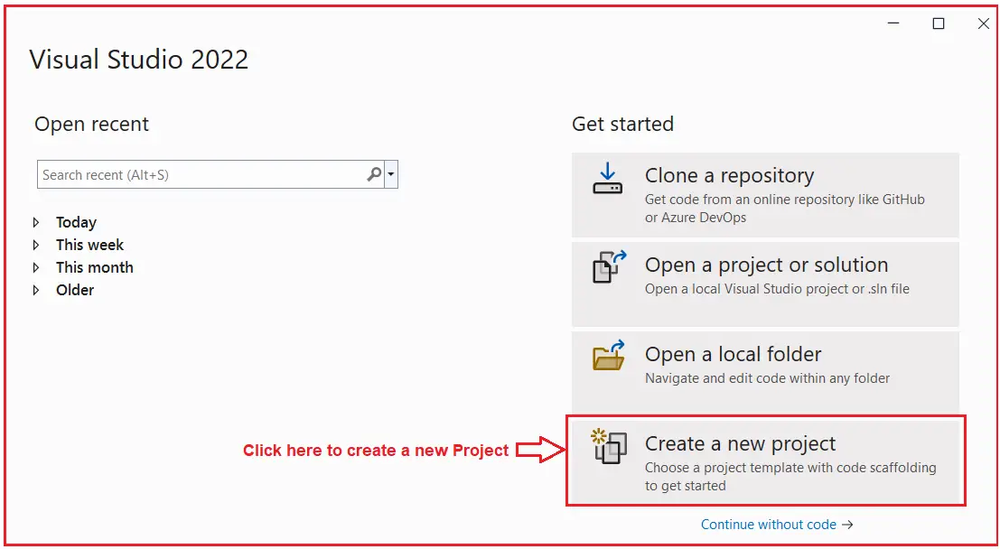 Visual Studio 2022
Open recent
Search recent (Alt+S)
Today
This week
This month
Older
Get started
Clone a repository
Get code from an online repository like GitHub
or Azure DevOps
Open a project or solution
Open a local Visual Studio project or .sln file
Open a local folder
Navigate and edit code within any folder
Click here to create a new Project
Create a new project
Choose a project template with code scaffolding
to get started
Continue without code →